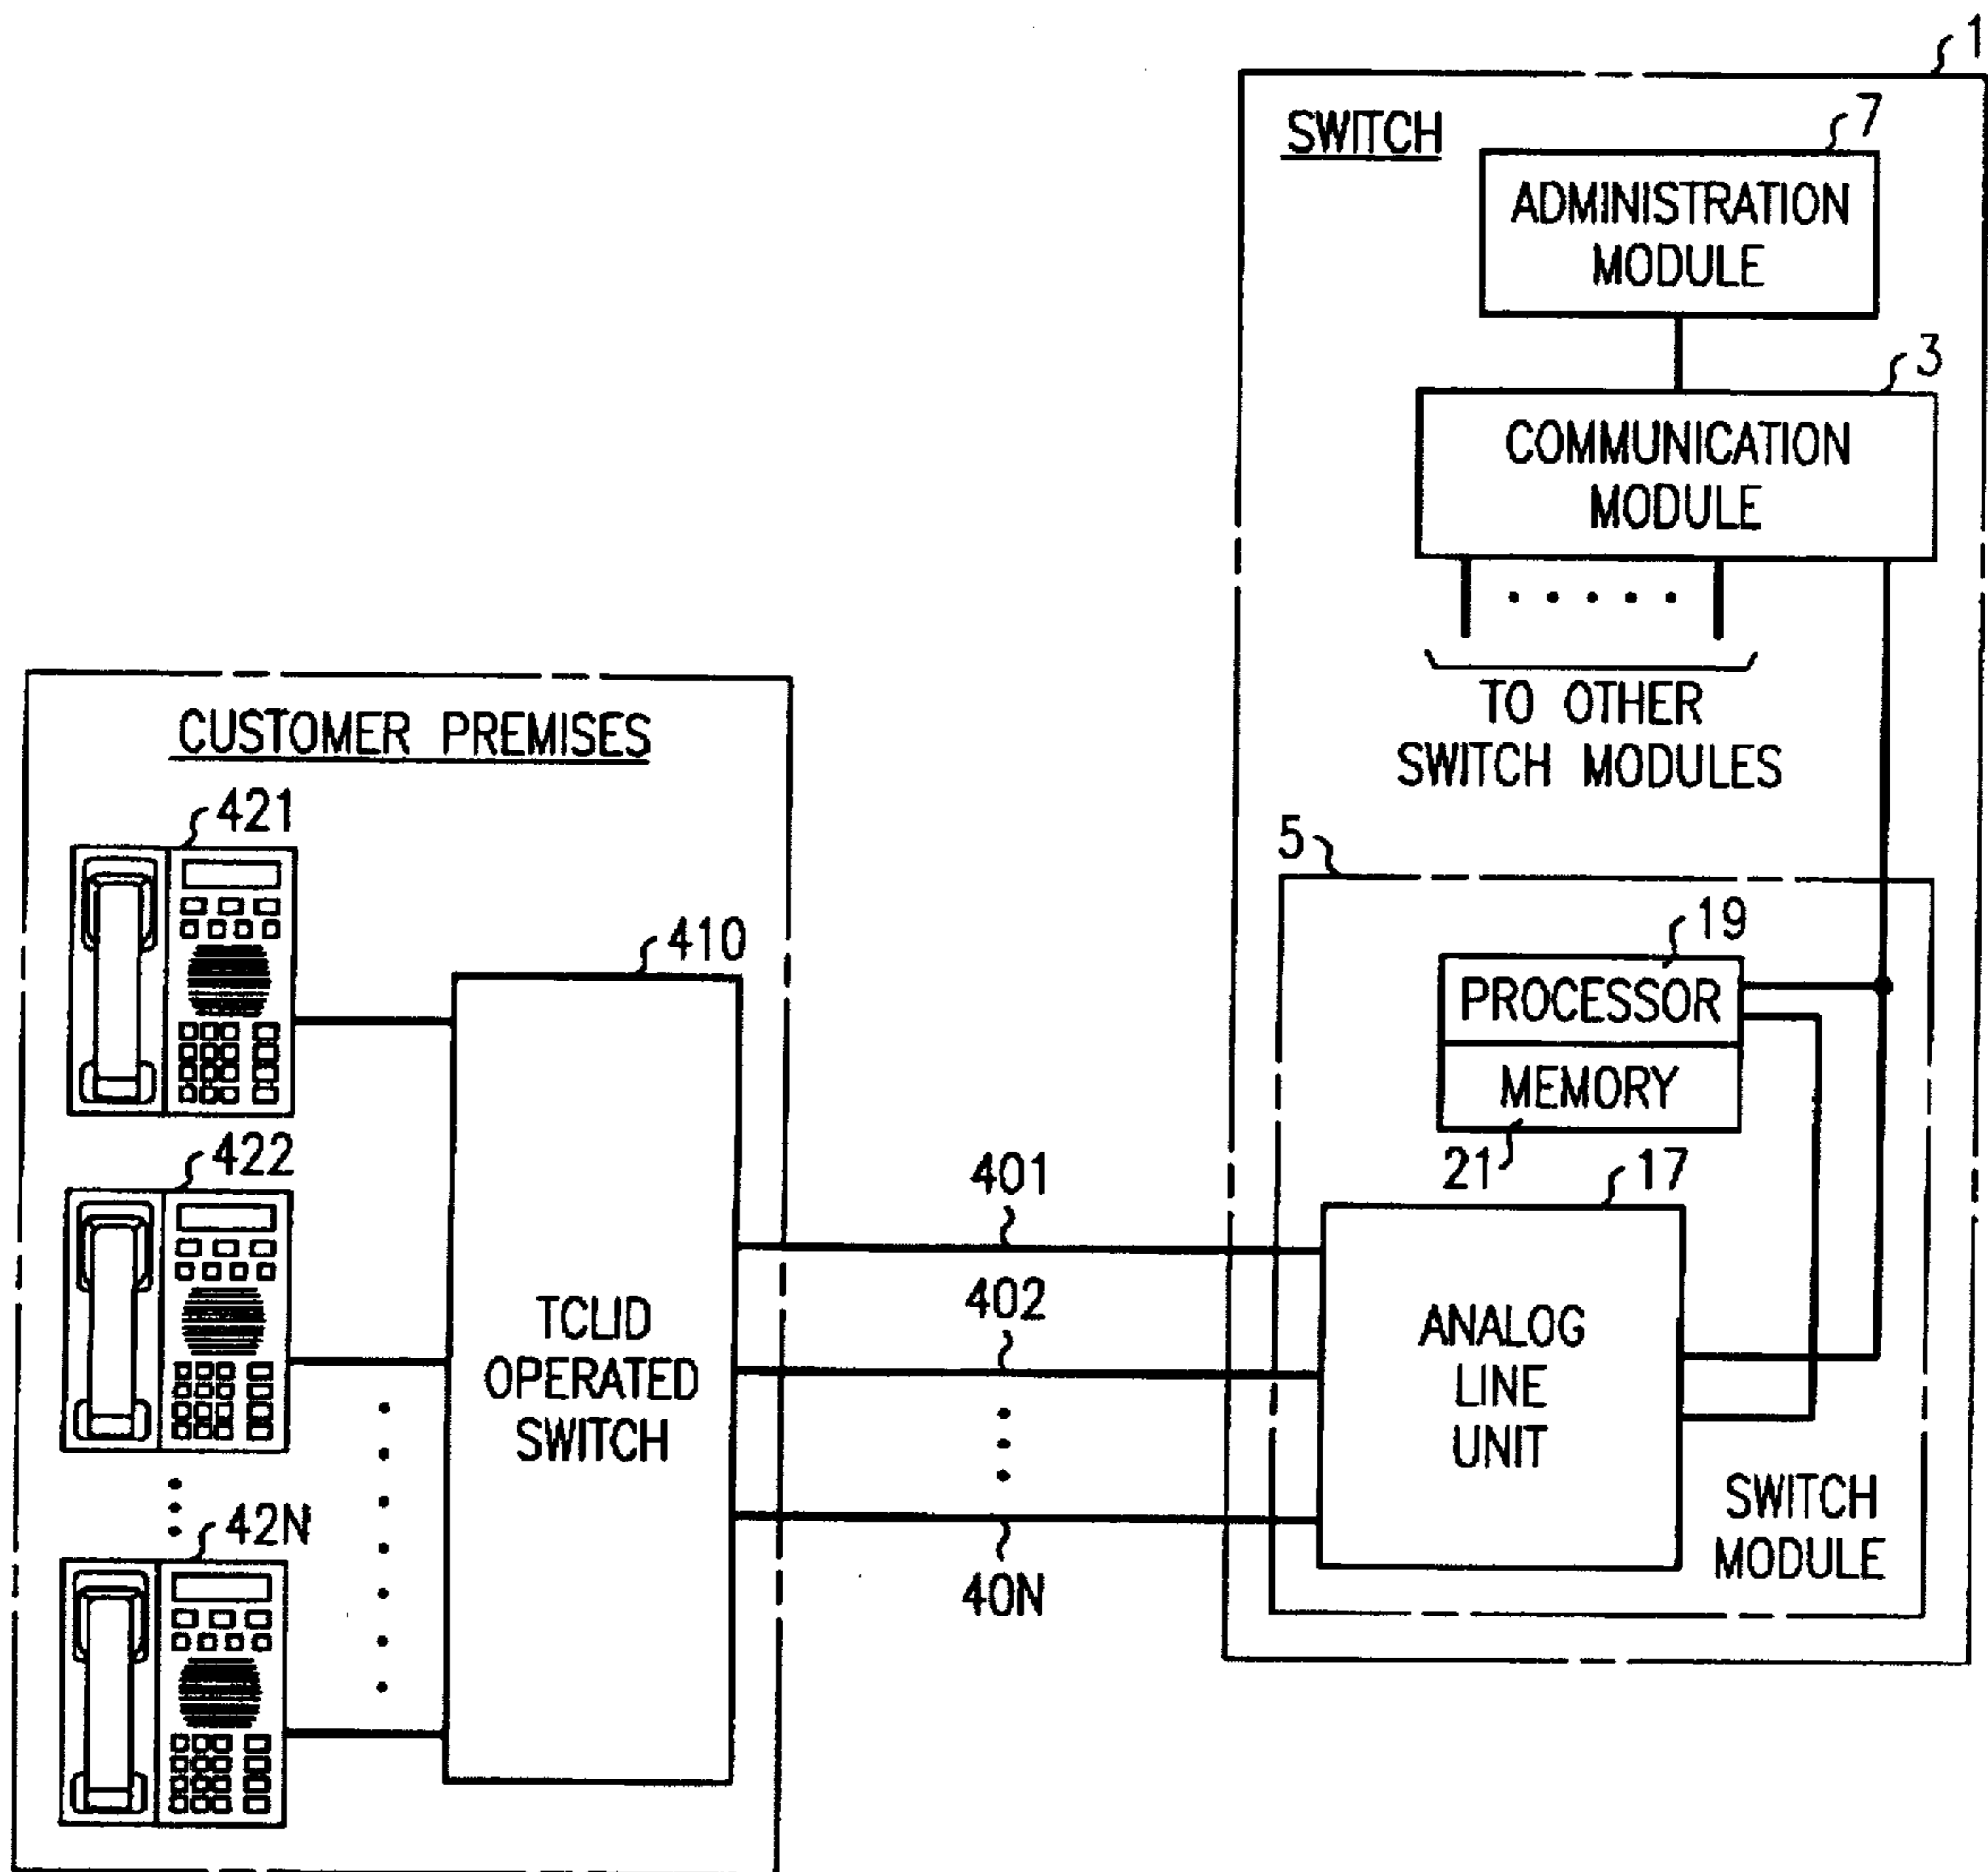 1
SWITCH
7
ADMINISTRATION
MODULE
3
COMMUNICATION
MODULE
TO OTHER
SWITCH MODULES
CUSTOMER PREMISES
421
422
42N
410
TCLID
OPERATED
SWITCH
401
402
40N
5
19
PROCESSOR
MEMORY
21
17
ANALOG
LINE
UNIT
SWITCH
MODULE